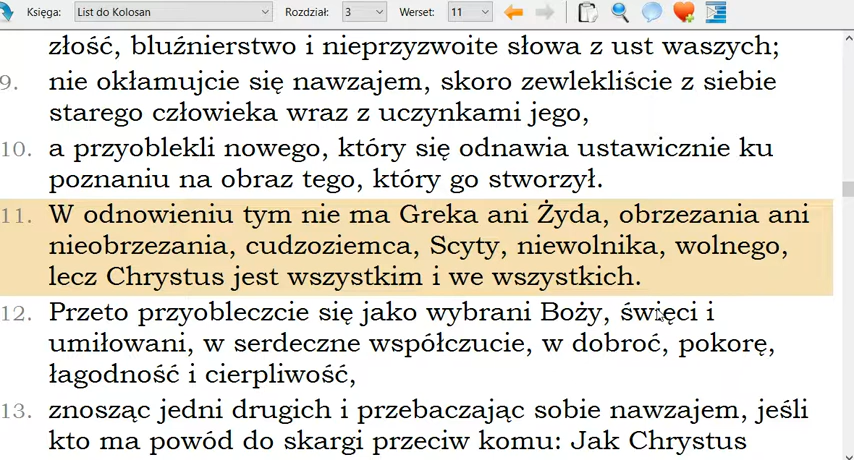 Księga: List do Kolosan Rozdział: 3 Werset: 11
złość, bluźnierstwo i nieprzyzwoite słowa z ust waszych;
9. nie okłamujcie się nawzajem, skoro zewlekliście z siebie
starego człowieka wraz z uczynkami jego,
10. a przyoblekli nowego, który się odnawia ustawicznie ku
poznaniu na obraz tego, który go stworzył.
11. W odnowieniu tym nie ma Greka ani Żyda, obrzezania ani
nieobrzezania, cudzoziemca, Scyty, niewolnika, wolnego,
lecz Chrystus jest wszystkim i we wszystkich.
12. Przeto przyobleczcie się jako wybrani Boży, święci i
umiłowani, w serdeczne współczucie, w dobroć, pokorę,
łagodność i cierpliwość,
13. znosząc jedni drugich i przebaczając sobie nawzajem, jeśli
kto ma powód do skargi przeciw komu: Jak Chrystus